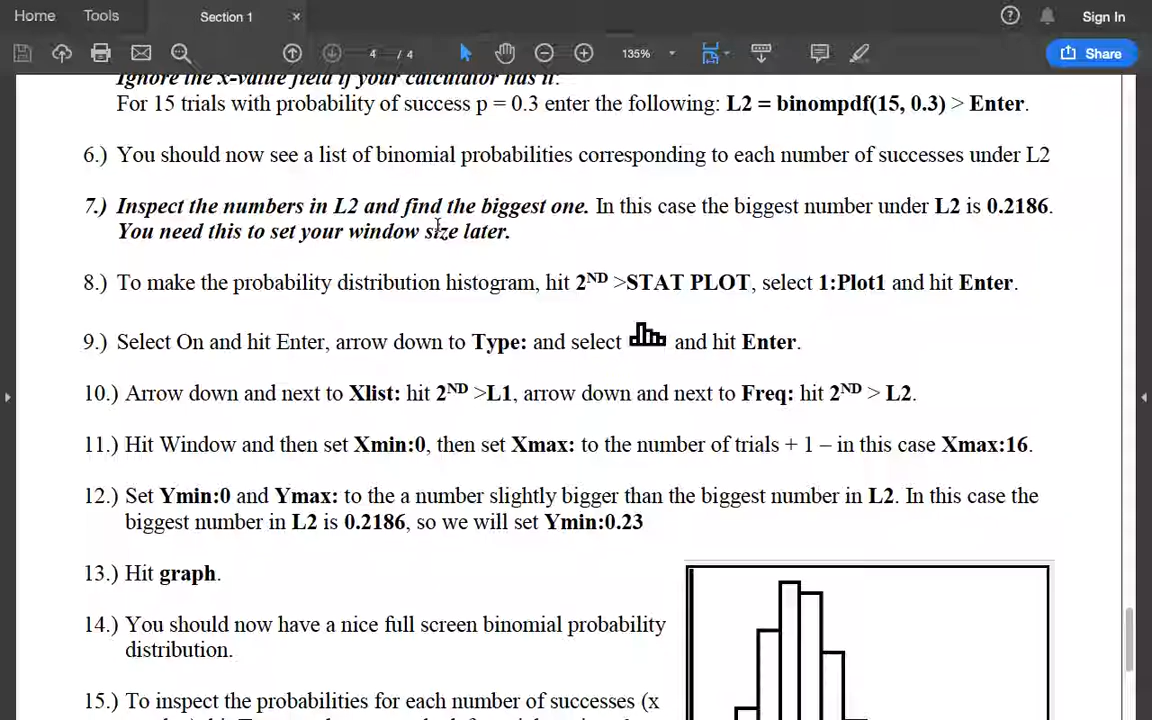 Home Tools Section 1 × Sign In
4 / 4 135% Share
Ignore the x-value field if your calculator has it.
For 15 trials with probability of success p = 0.3 enter the following: L2 = binompdf(15, 0.3) > Enter.
6.) You should now see a list of binomial probabilities corresponding to each number of successes under L2
7.) Inspect the numbers in L2 and find the biggest one. In this case the biggest number under L2 is 0.2186.
You need this to set your window size later.
8.) To make the probability distribution histogram, hit 2ND >STAT PLOT, select 1:Plot1 and hit Enter.
9.) Select On and hit Enter, arrow down to Type: and select and hit Enter.
10.) Arrow down and next to Xlist: hit 2ND >L1, arrow down and next to Freq: hit 2ND > L2.
11.) Hit Window and then set Xmin:0, then set Xmax: to the number of trials + 1 – in this case Xmax:16.
12.) Set Ymin:0 and Ymax: to the a number slightly bigger than the biggest number in L2. In this case the
biggest number in L2 is 0.2186, so we will set Ymin:0.23
13.) Hit graph.
14.) You should now have a nice full screen binomial probability
distribution.
15.) To inspect the probabilities for each number of successes (x